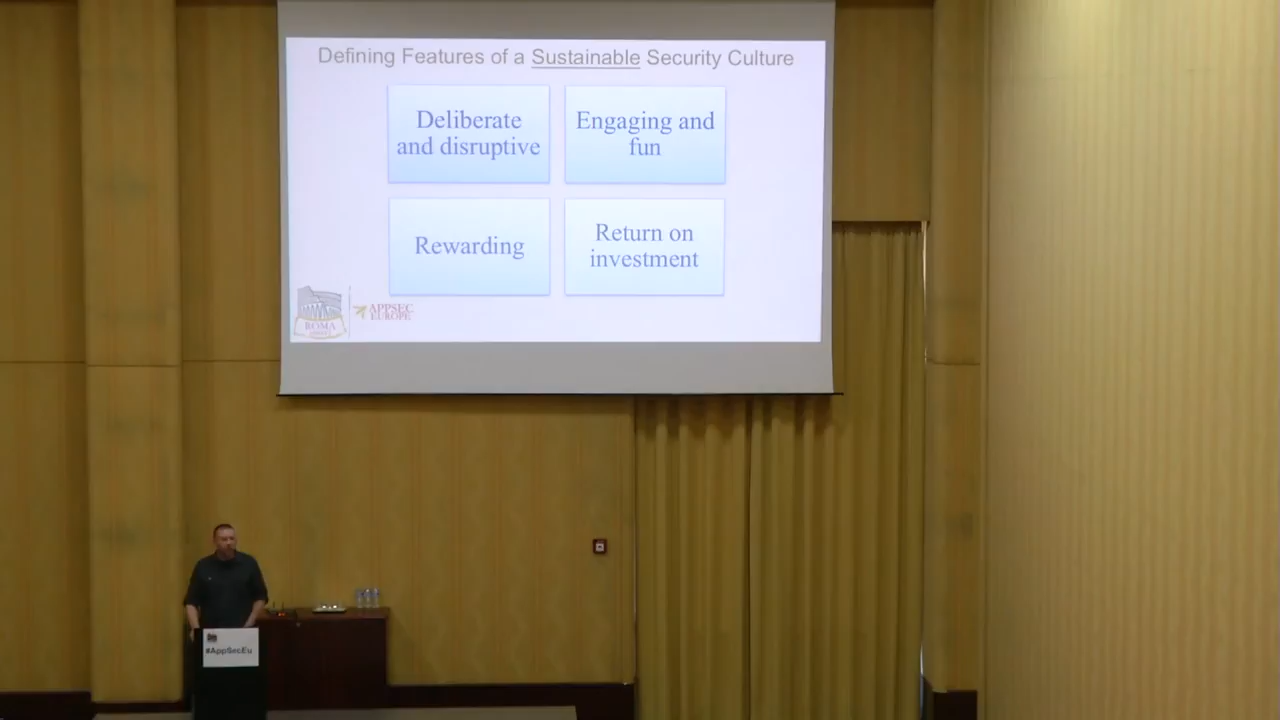 Defining Features of a Sustainable Security Culture
Deliberate
and disruptive
Engaging and
fun
Rewarding
Return on
investment
ROMA
APPSEC
EUROPE
#AppSecEu